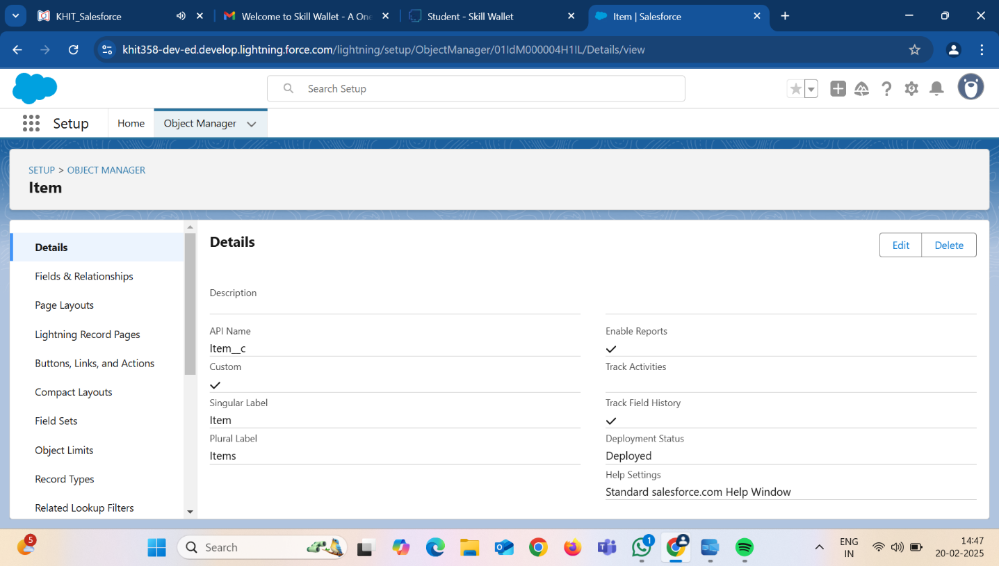 KHIT_Salesforce
Welcome to Skill Wallet - A One
Student - Skill Wallet
Item | Salesforce
khit358-dev-ed.develop.lightning.force.com/lightning/setup/ObjectManager/01IdM000004H1IL/Details/view
Search Setup
Setup
Home
Object Manager
SETUP > OBJECT MANAGER
Item
Details
Fields & Relationships
Page Layouts
Lightning Record Pages
Buttons, Links, and Actions
Compact Layouts
Field Sets
Object Limits
Record Types
Related Lookup Filters
Details
Edit
Delete
Description
API Name
Item__c
Custom
Singular Label
Item
Plural Label
Items
Enable Reports
Track Activities
Track Field History
Deployment Status
Deployed
Help Settings
Standard salesforce.com Help Window
5
Search
1
ENG
IN
14:47
20-02-2025